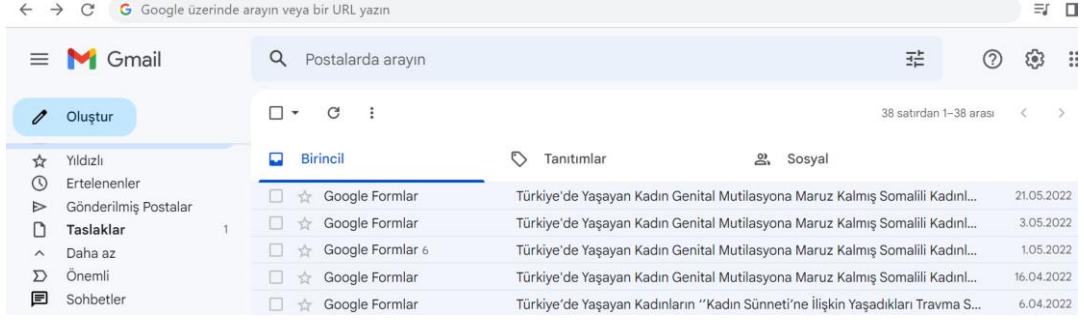 Google üzerinde arayın veya bir URL yazın
Gmail
Postalarda arayın
Oluştur
38 satırdan 1–38 arası
Yıldızlı
Ertelenenler
Gönderilmiş Postalar
Taslaklar 1
Daha az
Önemli
Sohbetler
Birincil Tanıtımlar Sosyal
Google Formlar Türkiye'de Yaşayan Kadın Genital Mutilasyona Maruz Kalmış Somalili Kadınl... 21.05.2022
Google Formlar Türkiye'de Yaşayan Kadın Genital Mutilasyona Maruz Kalmış Somalili Kadınl... 3.05.2022
Google Formlar 6 Türkiye'de Yaşayan Kadın Genital Mutilasyona Maruz Kalmış Somalili Kadınl... 1.05.2022
Google Formlar Türkiye'de Yaşayan Kadın Genital Mutilasyona Maruz Kalmış Somalili Kadınl... 16.04.2022
Google Formlar Türkiye'de Yaşayan Kadınların ‘‘Kadın Sünneti’ne İlişkin Yaşadıkları Travma S... 6.04.2022